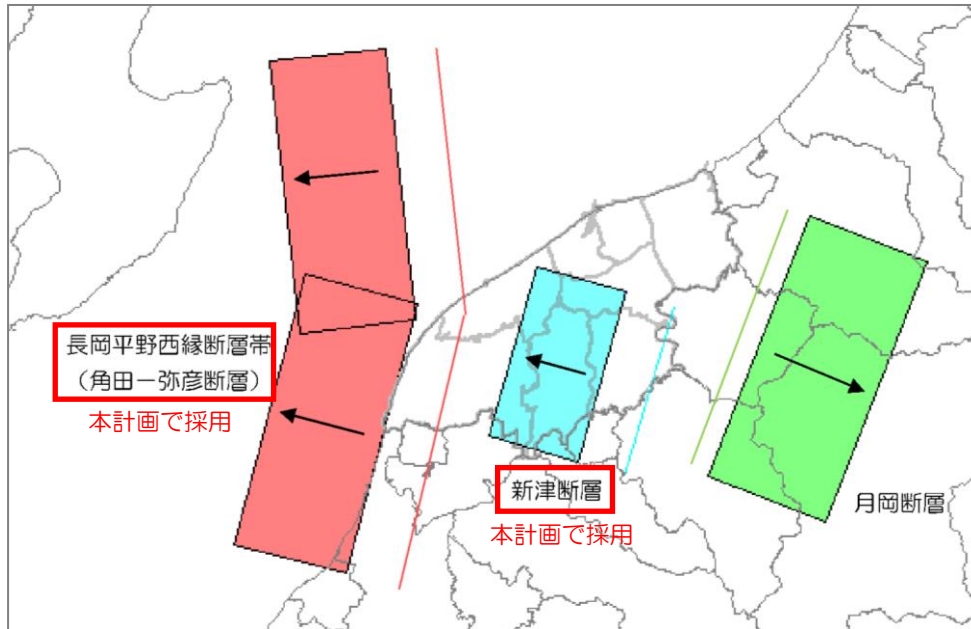 長岡平野西縁断層帯
（角田ー弥彦断層）
本計画で採用
新津断層
本計画で採用
月岡断層